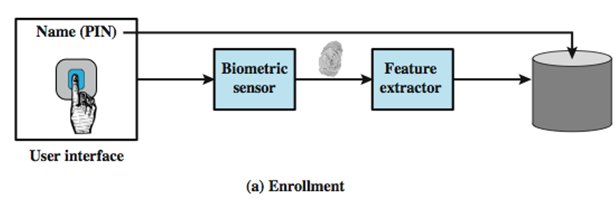 Name (PIN)
Biometric
sensor
Feature
extractor
User interface
(a) Enrollment